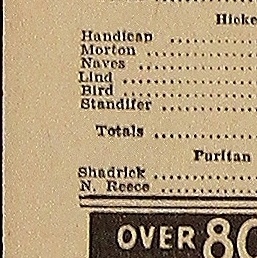 Hicke
Handicap ........
Morton ..........
Naves ...........
Lind ............
Bird ............
Standifer .......
Totals ..........
Puritan
Shadrick ........
N. Reece ........
OVER 80